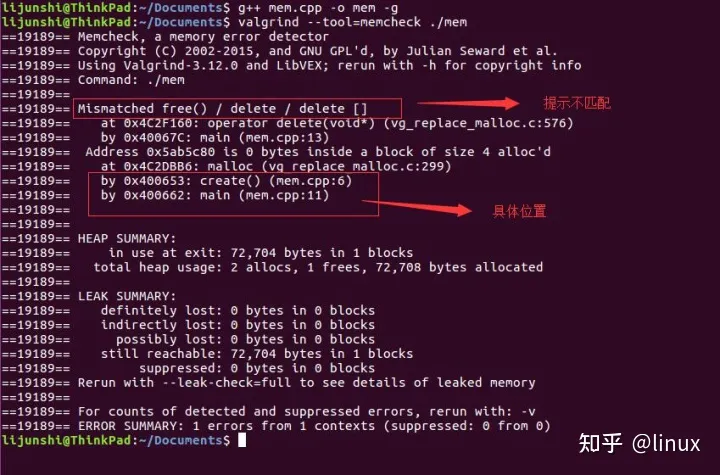 lijunshi@ThinkPad:~/Documents$ g++ mem.cpp -o mem -g
lijunshi@ThinkPad:~/Documents$ valgrind --tool=memcheck ./mem
==19189== Memcheck, a memory error detector
==19189== Copyright (C) 2002-2015, and GNU GPL'd, by Julian Seward et al.
==19189== Using Valgrind-3.12.0 and LibVEX; rerun with -h for copyright info
==19189== Command: ./mem
==19189==
==19189== Mismatched free() / delete / delete [] 提示不匹配
==19189==    at 0x4C2F160: operator delete(void*) (vg_replace_malloc.c:576)
==19189==    by 0x40067C: main (mem.cpp:13)
==19189==  Address 0x5ab5c80 is 0 bytes inside a block of size 4 alloc'd
==19189==    at 0x4C2DBB6: malloc (vg_replace_malloc.c:299)
==19189==    by 0x400653: create() (mem.cpp:6)
==19189==    by 0x400662: main (mem.cpp:11)
==19189== 具体位置
==19189==
==19189== HEAP SUMMARY:
==19189==     in use at exit: 72,704 bytes in 1 blocks
==19189==   total heap usage: 2 allocs, 1 frees, 72,708 bytes allocated
==19189==
==19189== LEAK SUMMARY:
==19189==    definitely lost: 0 bytes in 0 blocks
==19189==    indirectly lost: 0 bytes in 0 blocks
==19189==      possibly lost: 0 bytes in 0 blocks
==19189==    still reachable: 72,704 bytes in 1 blocks
==19189==         suppressed: 0 bytes in 0 blocks
==19189== Rerun with --leak-check=full to see details of leaked memory
==19189==
==19189== For counts of detected and suppressed errors, rerun with: -v
==19189== ERROR SUMMARY: 1 errors from 1 contexts (suppressed: 0 from 0)
lijunshi@ThinkPad:~/Documents$
知乎 @linux